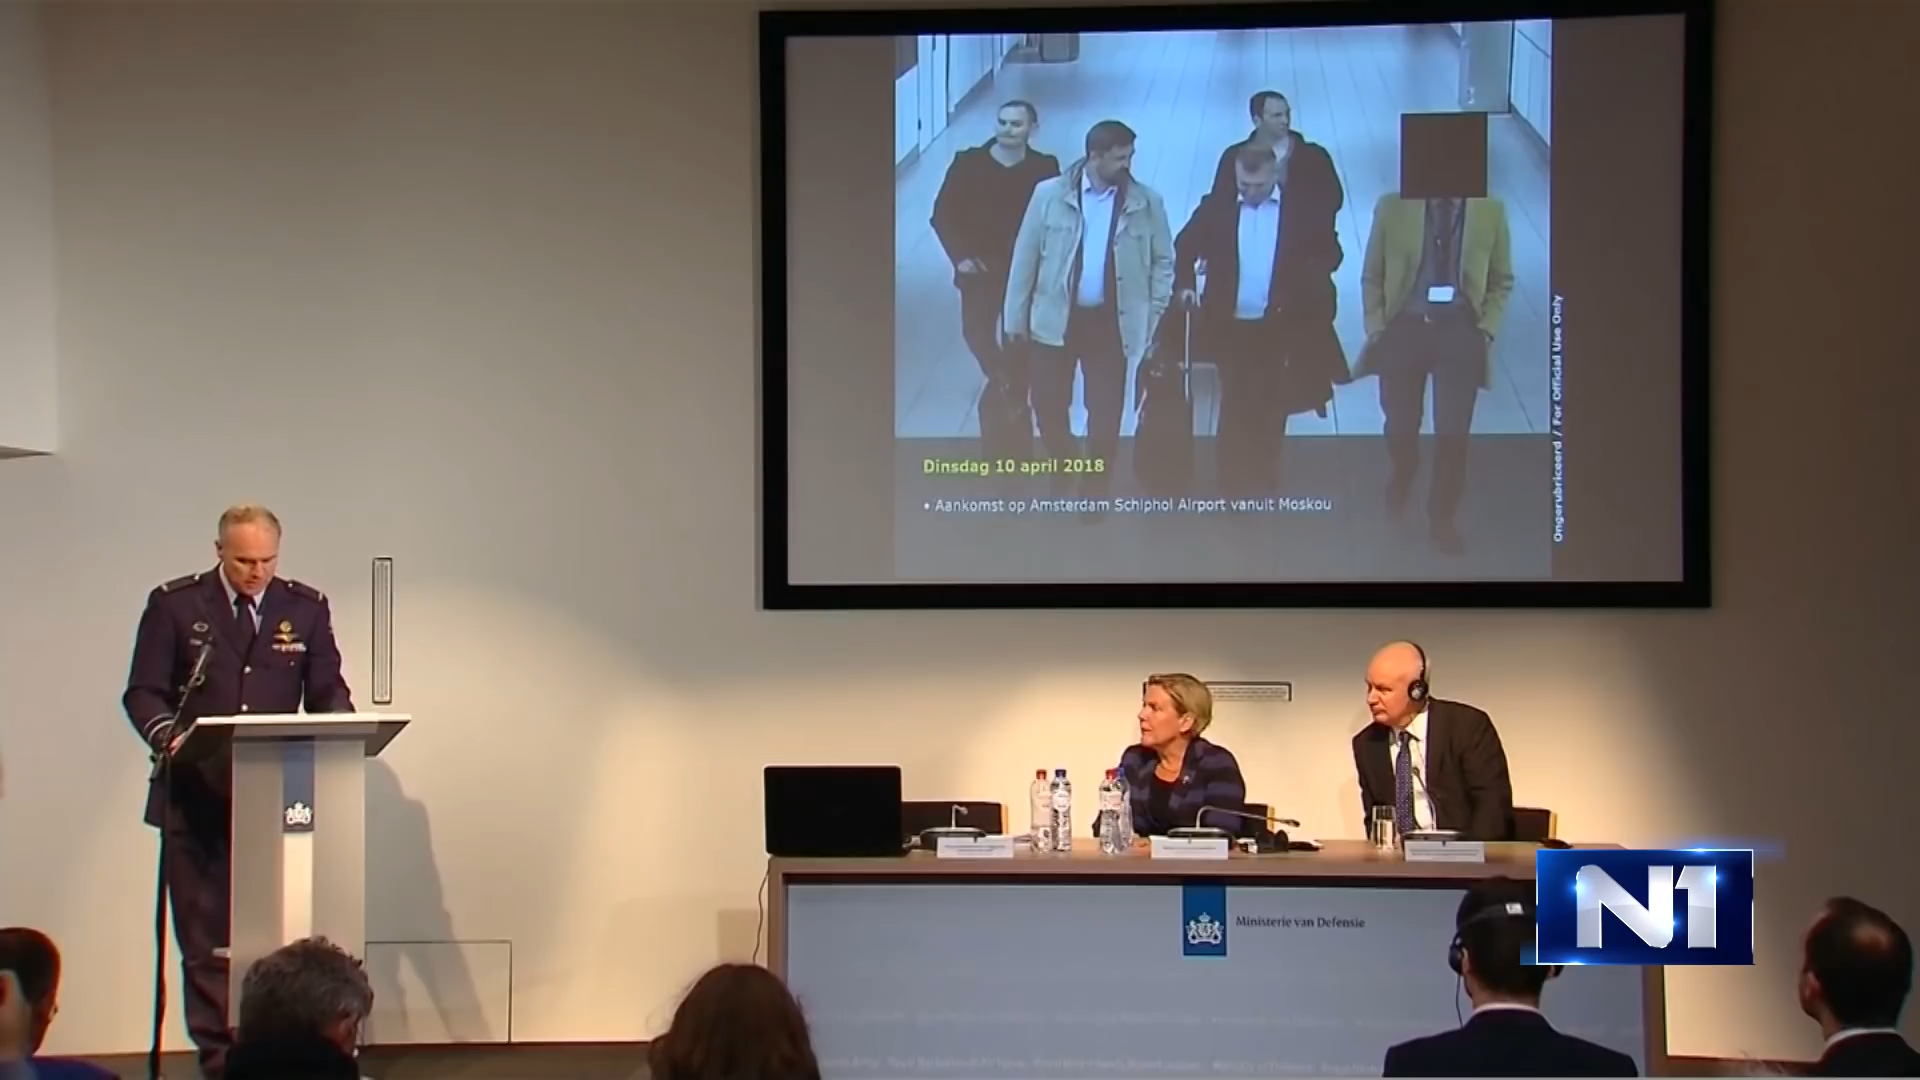 Dinsdag 10 april 2018
• Aankomst op Amsterdam Schiphol Airport vanuit Moskou
Ongerubriceerd / For Official Use Only
Ministerie van Defensie
N1